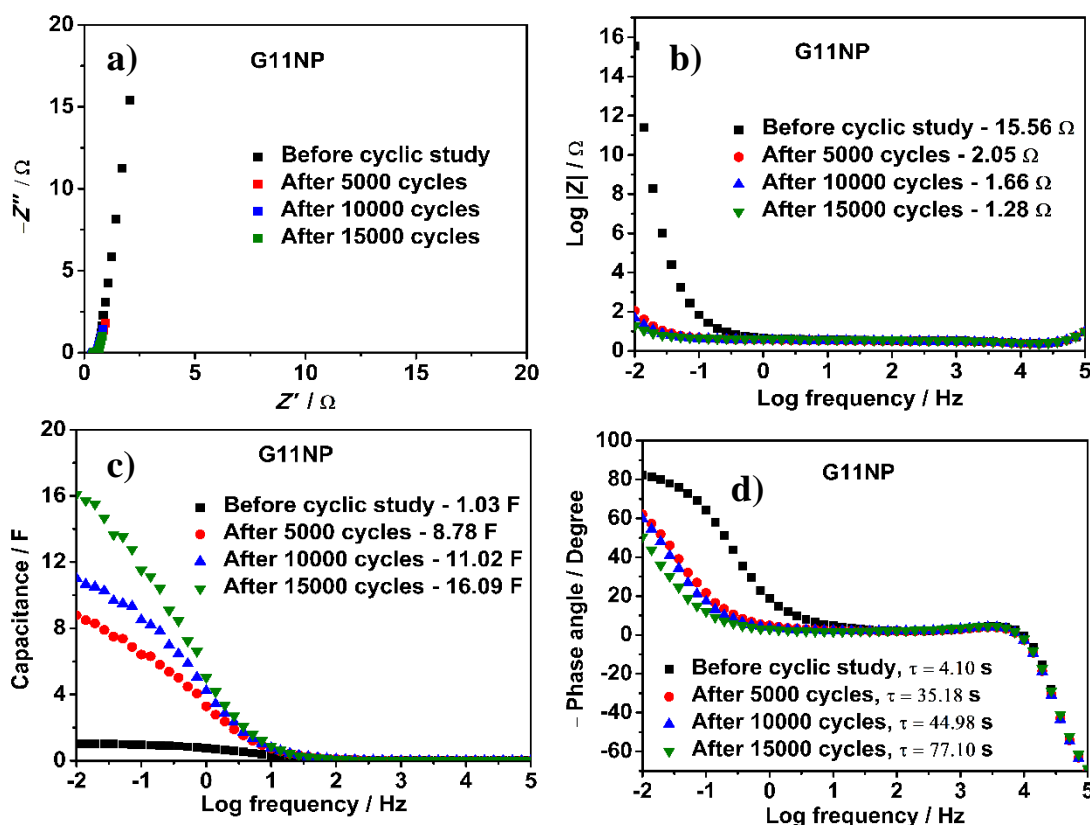 a)
G11NP
Before cyclic study
After 5000 cycles
After 10000 cycles
After 15000 cycles
−Z'' / Ω
20
15
10
5
0
0 5 10 15 20
Z' / Ω
b)
G11NP
Before cyclic study - 15.56 Ω
After 5000 cycles - 2.05 Ω
After 10000 cycles - 1.66 Ω
After 15000 cycles - 1.28 Ω
Log |Z| / Ω
16
14
12
10
8
6
4
2
0
-2 -1 0 1 2 3 4 5
Log frequency / Hz
c)
G11NP
Before cyclic study - 1.03 F
After 5000 cycles - 8.78 F
After 10000 cycles - 11.02 F
After 15000 cycles - 16.09 F
Capacitance / F
20
16
12
8
4
0
-2 -1 0 1 2 3 4 5
Log frequency / Hz
G11NP
d)
Before cyclic study, τ = 4.10 s
After 5000 cycles, τ = 35.18 s
After 10000 cycles, τ = 44.98 s
After 15000 cycles, τ = 77.10 s
− Phase angle / Degree
100
80
60
40
20
0
-20
-40
-60
-2 -1 0 1 2 3 4 5
Log frequency / Hz